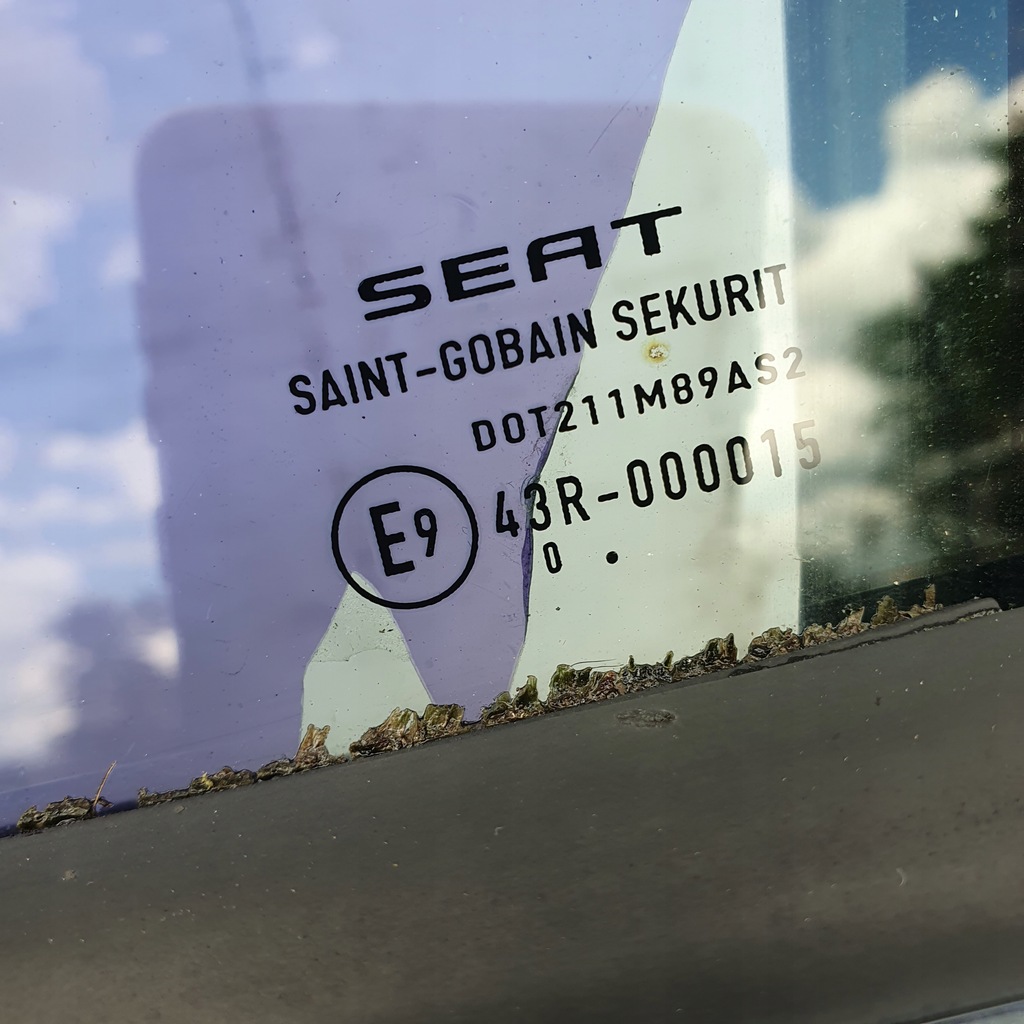 SEAT
SAINT-GOBAIN SEKURIT
DOT211M89AS2
E9 43R-000015
0 •